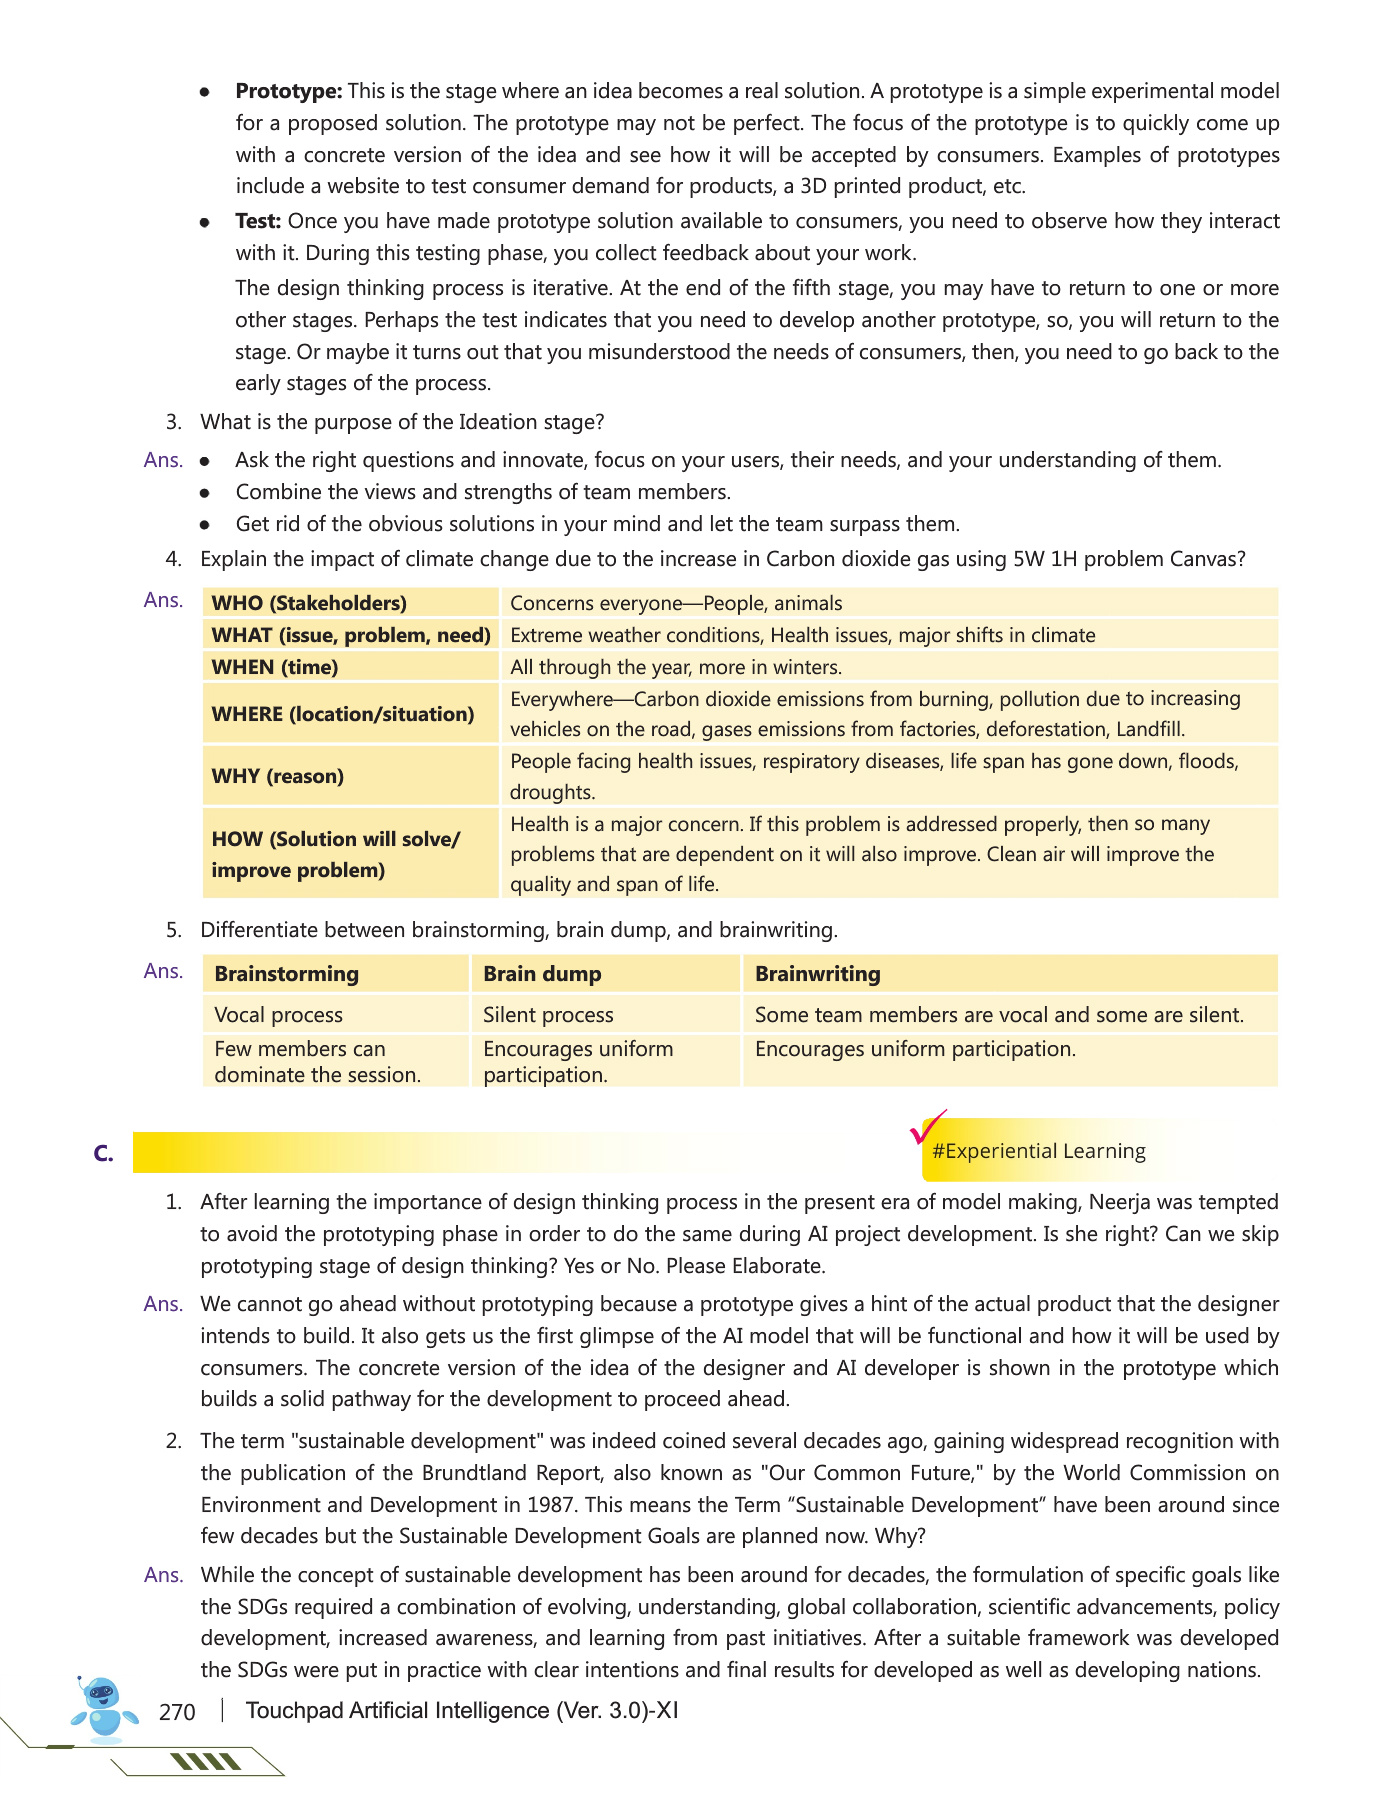 ● Prototype: This is the stage where an idea becomes a real solution. A prototype is a simple experimental model
for a proposed solution. The prototype may not be perfect. The focus of the prototype is to quickly come up
with a concrete version of the idea and see how it will be accepted by consumers. Examples of prototypes
include a website to test consumer demand for products, a 3D printed product, etc.
● Test: Once you have made prototype solution available to consumers, you need to observe how they interact
with it. During this testing phase, you collect feedback about your work.
The design thinking process is iterative. At the end of the fifth stage, you may have to return to one or more
other stages. Perhaps the test indicates that you need to develop another prototype, so, you will return to the
stage. Or maybe it turns out that you misunderstood the needs of consumers, then, you need to go back to the
early stages of the process.
3. What is the purpose of the Ideation stage?
Ans. ● Ask the right questions and innovate, focus on your users, their needs, and your understanding of them.
● Combine the views and strengths of team members.
● Get rid of the obvious solutions in your mind and let the team surpass them.
4. Explain the impact of climate change due to the increase in Carbon dioxide gas using 5W 1H problem Canvas?
Ans. WHO (Stakeholders) Concerns everyone—People, animals
WHAT (issue, problem, need) Extreme weather conditions, Health issues, major shifts in climate
WHEN (time) All through the year, more in winters.
WHERE (location/situation) Everywhere—Carbon dioxide emissions from burning, pollution due to increasing
vehicles on the road, gases emissions from factories, deforestation, Landfill.
WHY (reason) People facing health issues, respiratory diseases, life span has gone down, floods,
droughts.
HOW (Solution will solve/
improve problem)
Health is a major concern. If this problem is addressed properly, then so many
problems that are dependent on it will also improve. Clean air will improve the
quality and span of life.
5. Differentiate between brainstorming, brain dump, and brainwriting.
Ans. Brainstorming Brain dump Brainwriting
Vocal process Silent process Some team members are vocal and some are silent.
Few members can
dominate the session.
Encourages uniform
participation.
Encourages uniform participation.
C.
#Experiential Learning
1. After learning the importance of design thinking process in the present era of model making, Neerja was tempted
to avoid the prototyping phase in order to do the same during AI project development. Is she right? Can we skip
prototyping stage of design thinking? Yes or No. Please Elaborate.
Ans. We cannot go ahead without prototyping because a prototype gives a hint of the actual product that the designer
intends to build. It also gets us the first glimpse of the AI model that will be functional and how it will be used by
consumers. The concrete version of the idea of the designer and AI developer is shown in the prototype which
builds a solid pathway for the development to proceed ahead.
2. The term "sustainable development" was indeed coined several decades ago, gaining widespread recognition with
the publication of the Brundtland Report, also known as "Our Common Future," by the World Commission on
Environment and Development in 1987. This means the Term “Sustainable Development” have been around since
few decades but the Sustainable Development Goals are planned now. Why?
Ans. While the concept of sustainable development has been around for decades, the formulation of specific goals like
the SDGs required a combination of evolving, understanding, global collaboration, scientific advancements, policy
development, increased awareness, and learning from past initiatives. After a suitable framework was developed
the SDGs were put in practice with clear intentions and final results for developed as well as developing nations.
270 | Touchpad Artificial Intelligence (Ver. 3.0)-XI